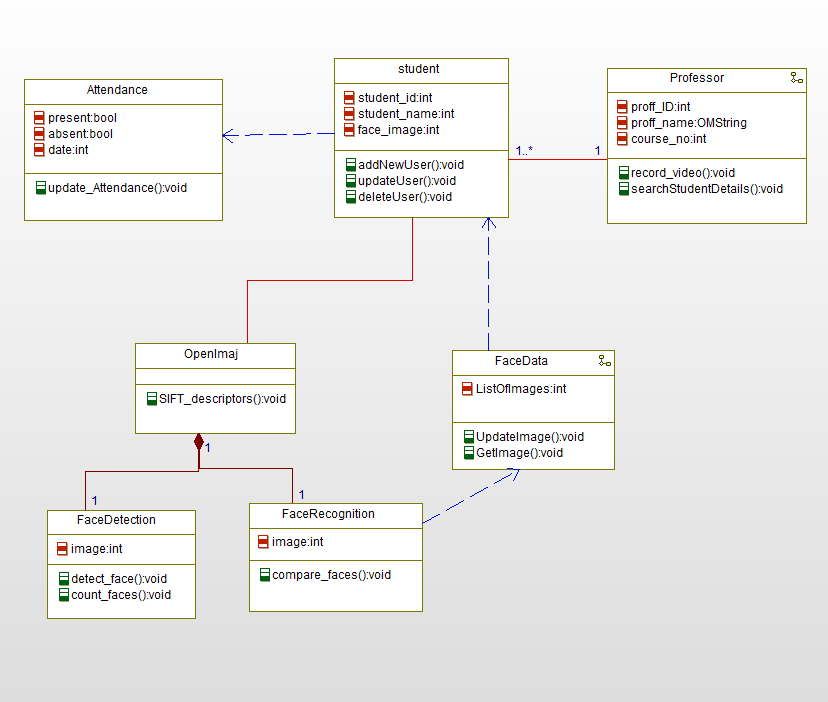 Attendance
present:bool
absent:bool
date:int
update_Attendance():void
student
student_id:int
student_name:int
face_image:int
addNewUser():void
updateUser():void
deleteUser():void
1..*
1
Professor
proff_ID:int
proff_name:OMString
course_no:int
record_video():void
searchStudentDetails():void
OpenImaj
SIFT_descriptors():void
1
1
1
FaceData
ListOfImages:int
UpdateImage():void
GetImage():void
FaceDetection
image:int
detect_face():void
count_faces():void
FaceRecognition
image:int
compare_faces():void